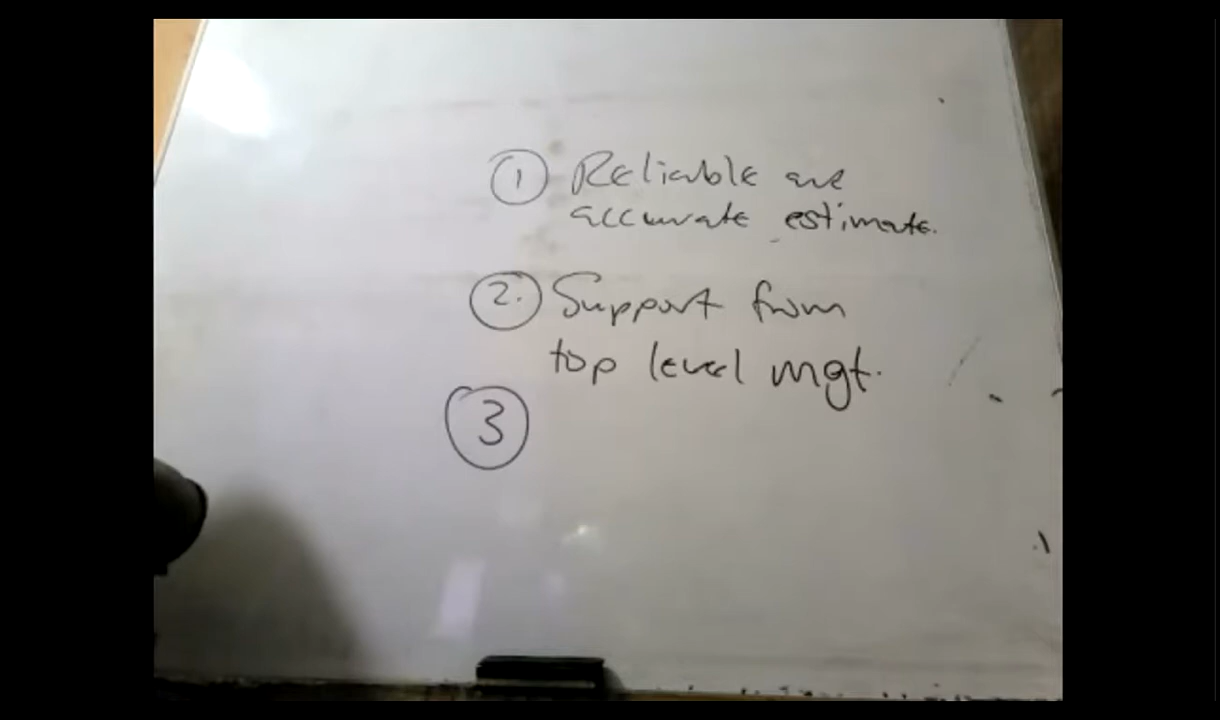 ① Reliable are
accurate estimate.
②. Support from
top level mgt.
③